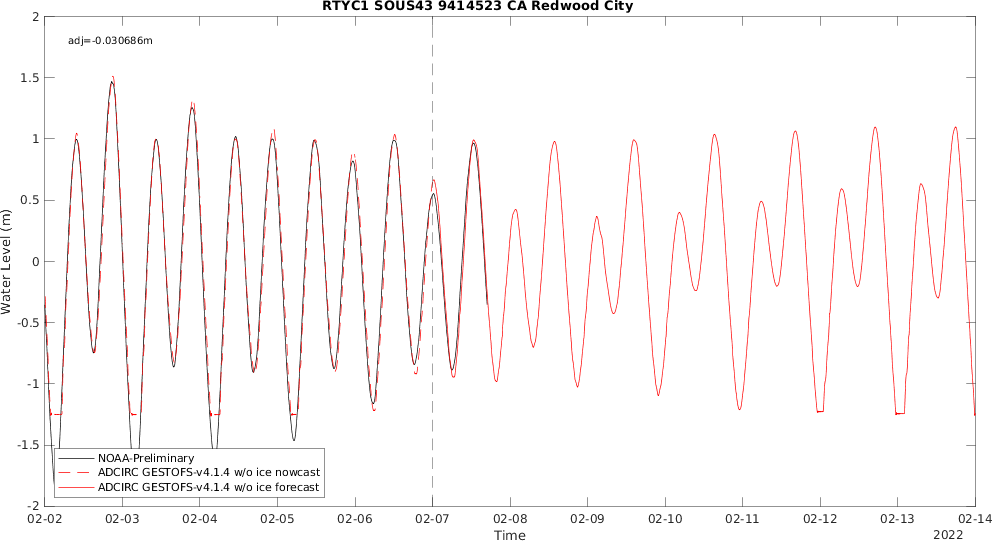 RTYC1 SOUS43 9414523 CA Redwood City
adj=-0.030686m
2
1.5
1
0.5
0
-0.5
-1
-1.5
-2
Water Level (m)
NOAA-Preliminary
ADCIRC GESTOFS-v4.1.4 w/o ice nowcast
ADCIRC GESTOFS-v4.1.4 w/o ice forecast
02-02 02-03 02-04 02-05 02-06 02-07 02-08 02-09 02-10 02-11 02-12 02-13 02-14
Time
2022